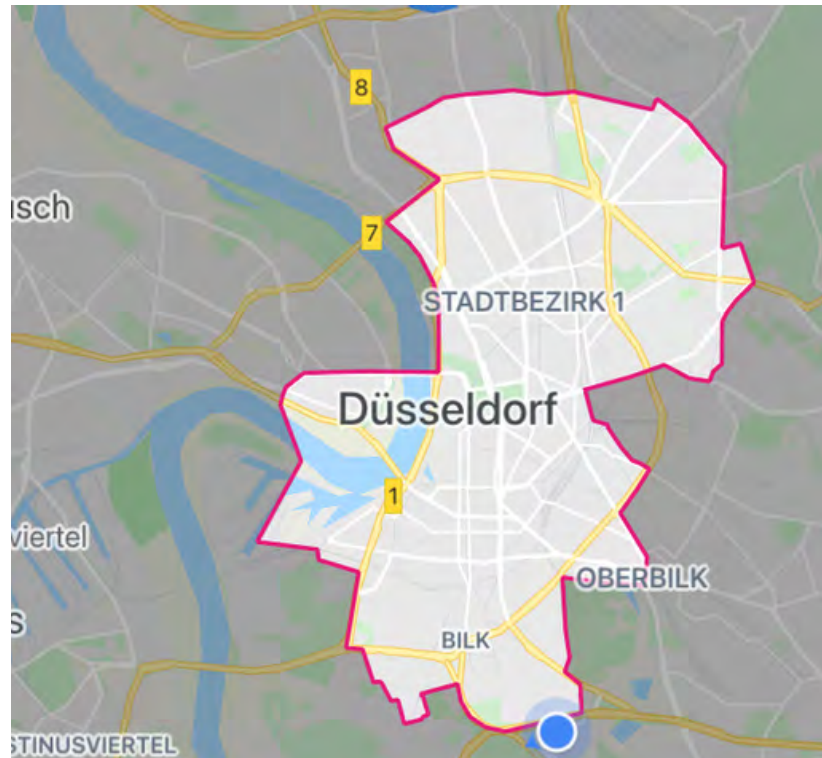 8
usch
7
STADTBEZIRK 1
Düsseldorf
1
viertel
OBERBILK
S
BILK
STINUSVIERTEL